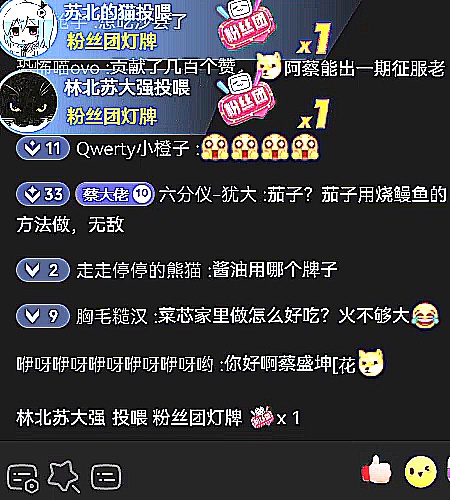 苏北的猫投喂
粉丝团灯牌
粉丝团
x1
恐怖喵ovo :贡献了几百个赞,
阿蔡能出一期征服老
林北苏大强投喂
粉丝团灯牌
粉丝团
x1
11 Qwerty小橙子 :
33 蔡大佬 10 六分仪-犹大 :茄子？茄子用烧鳗鱼的
方法做，无敌
2 走走停停的熊猫 :酱油用哪个牌子
9 胸毛糙汉 :菜芯家里做怎么好吃？火不够大
咿呀咿呀咿呀咿呀咿呀哟 :你好啊蔡盛坤[花
林北苏大强 投喂 粉丝团灯牌 x 1